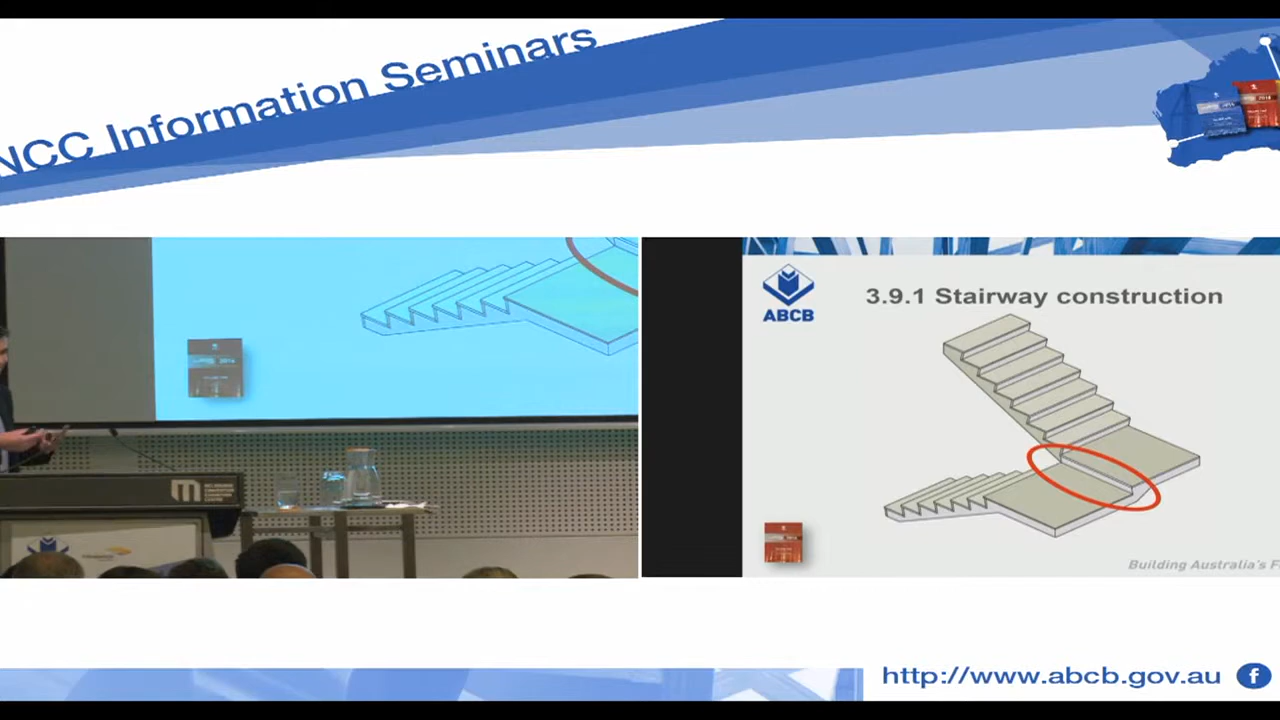 NCC Information Seminars
3.9.1 Stairway construction
ABCB
Building Australia's F
http://www.abcb.gov.au